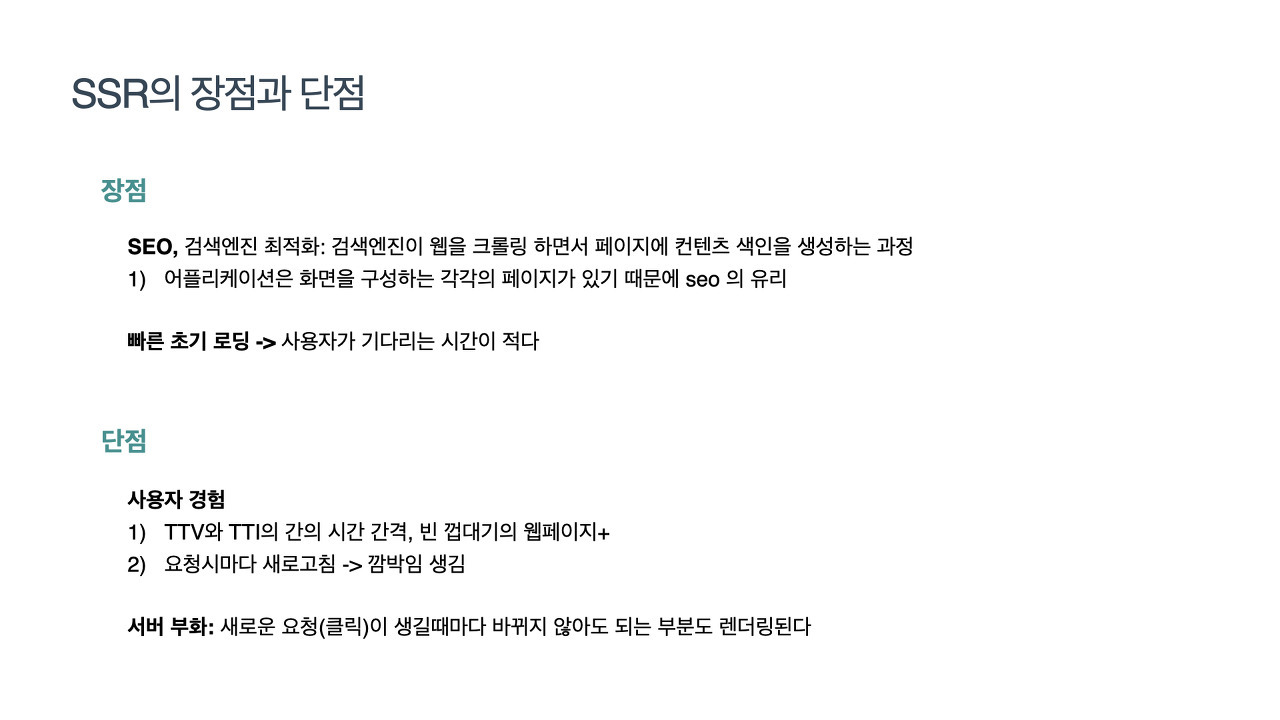 SSR의 장점과 단점
장점
SEO, 검색엔진 최적화: 검색엔진이 웹을 크롤링 하면서 페이지에 컨텐츠 색인을 생성하는 과정
1) 어플리케이션은 화면을 구성하는 각각의 페이지가 있기 때문에 seo 의 유리
빠른 초기 로딩 -> 사용자가 기다리는 시간이 적다
단점
사용자 경험
1) TTV와 TTI의 간의 시간 간격, 빈 껍대기의 웹페이지+
2) 요청시마다 새로고침 -> 깜박임 생김
서버 부화: 새로운 요청(클릭)이 생길때마다 바뀌지 않아도 되는 부분도 렌더링된다